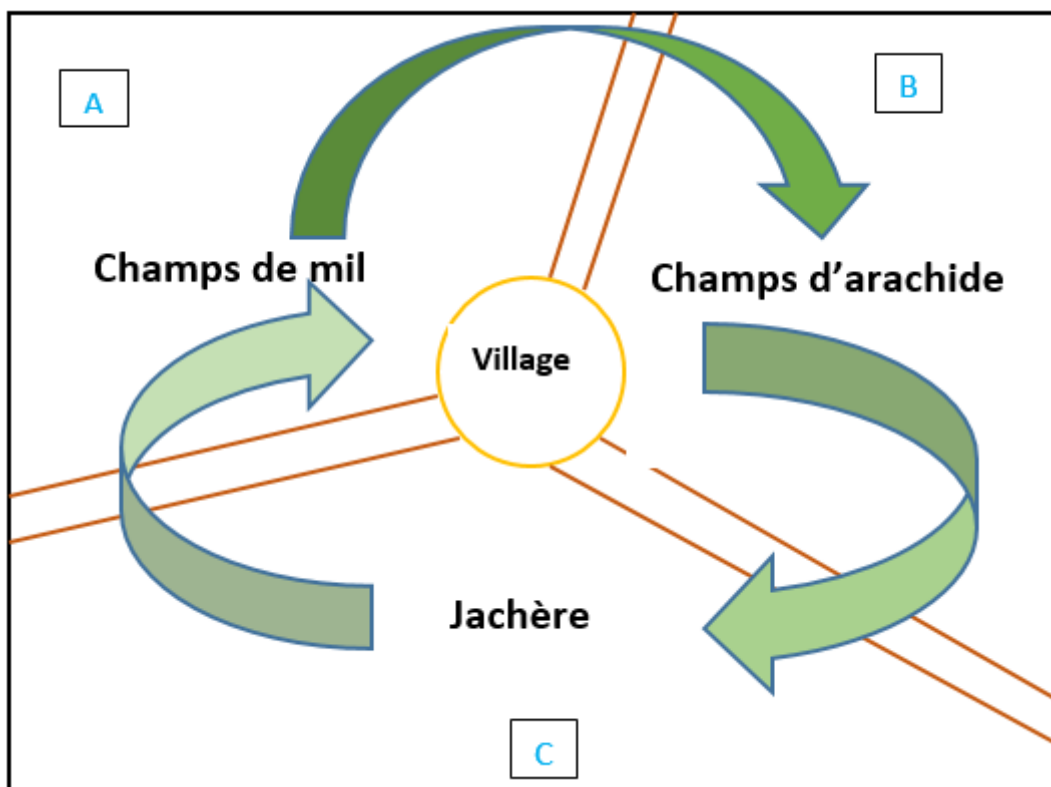 A
B
Champs de mil
Champs d'arachide
Village
Jachère
C